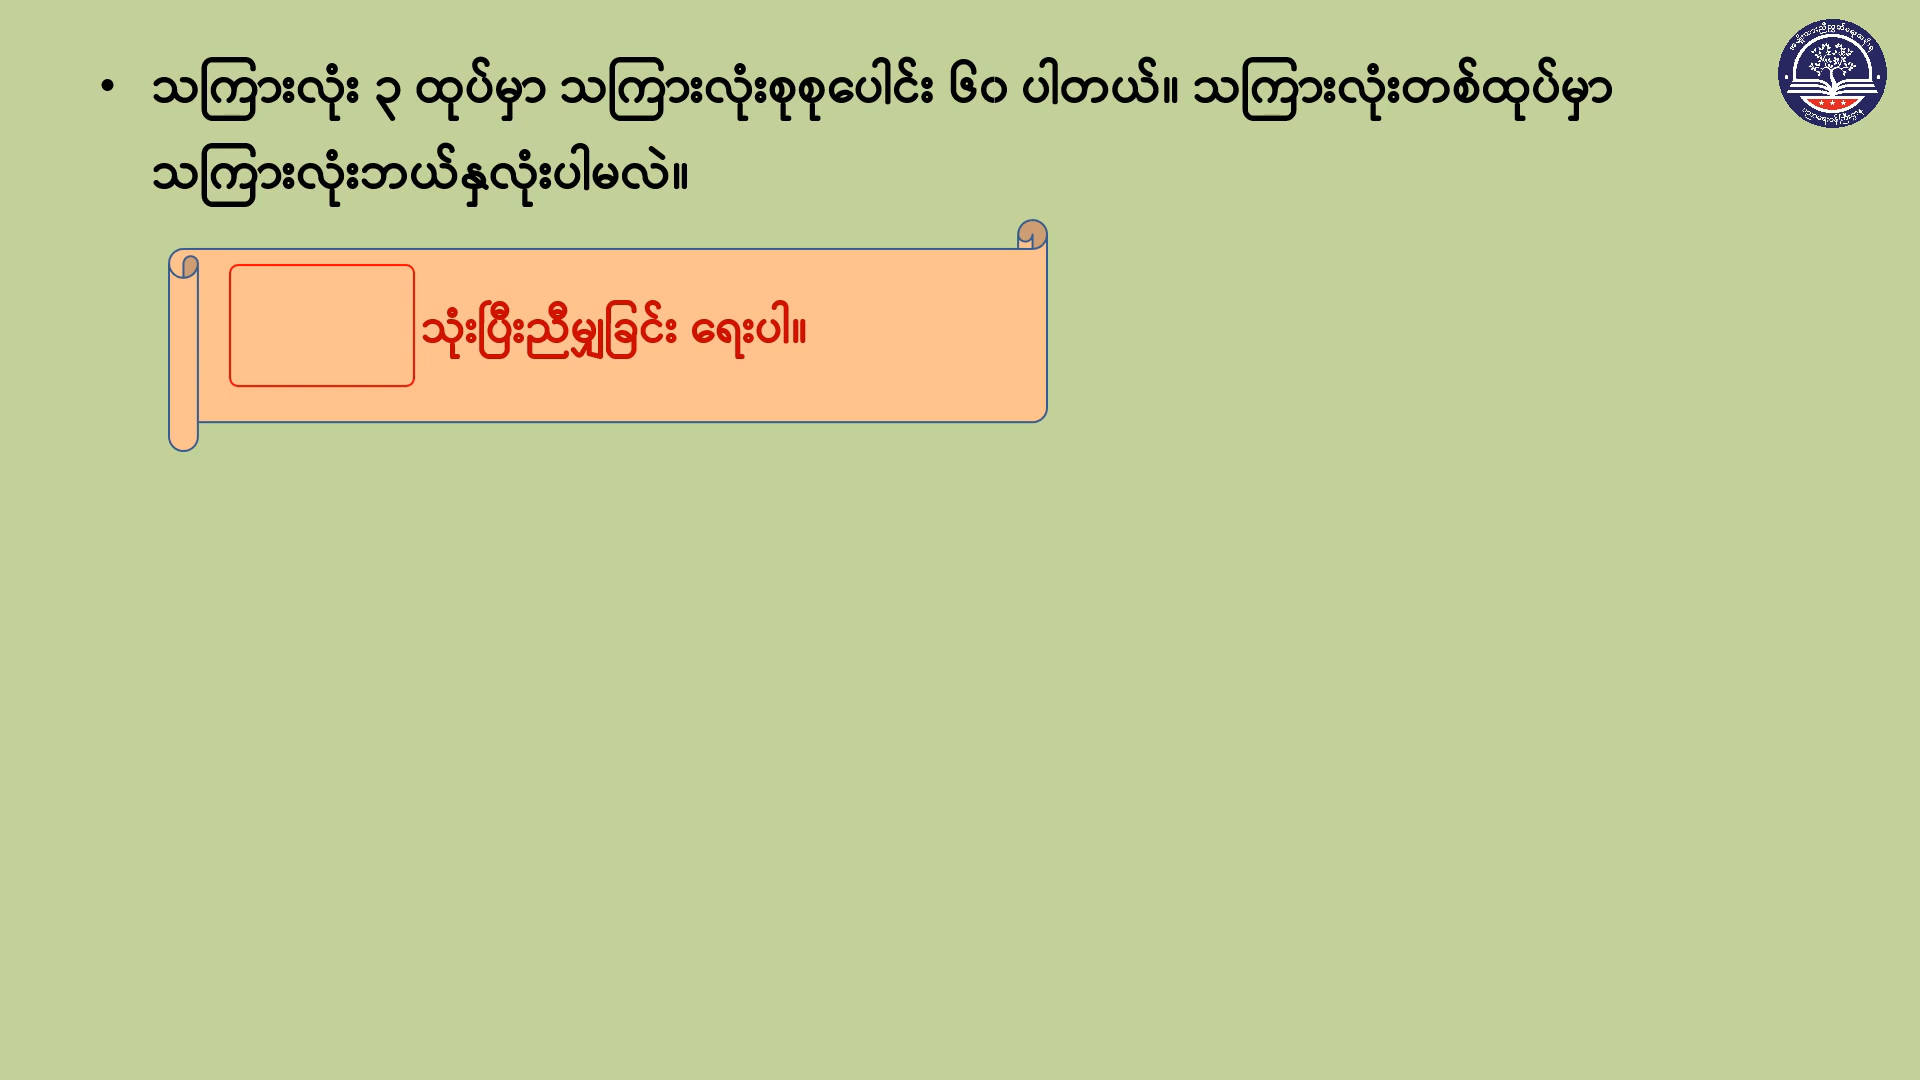 • သကြားလုံး ၃ ထုပ်မှာ သကြားလုံးစုစုပေါင်း ၆၀ ပါတယ်။ သကြားလုံးတစ်ထုပ်မှာ
သကြားလုံးဘယ်နှလုံးပါမလဲ။
သုံးပြီးညီမျှခြင်း ရေးပါ။